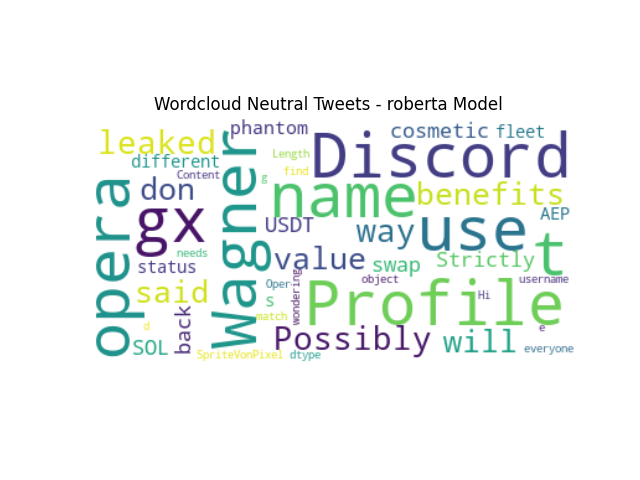 Wordcloud Neutral Tweets - roberta Model
phantom
cosmetic
fleet
leaked
Discord
different
Length
find
Content
g
opera
Wagner
don
name
benefits
gx
USDT
way
use
AEP
t
needs
value
status
swap
Strictly
said
wondering
Oper
object
username
s
Profile
Hi
back
match
d
SOL
Possibly
will
e
SpriteVonPixel
dtype
everyone